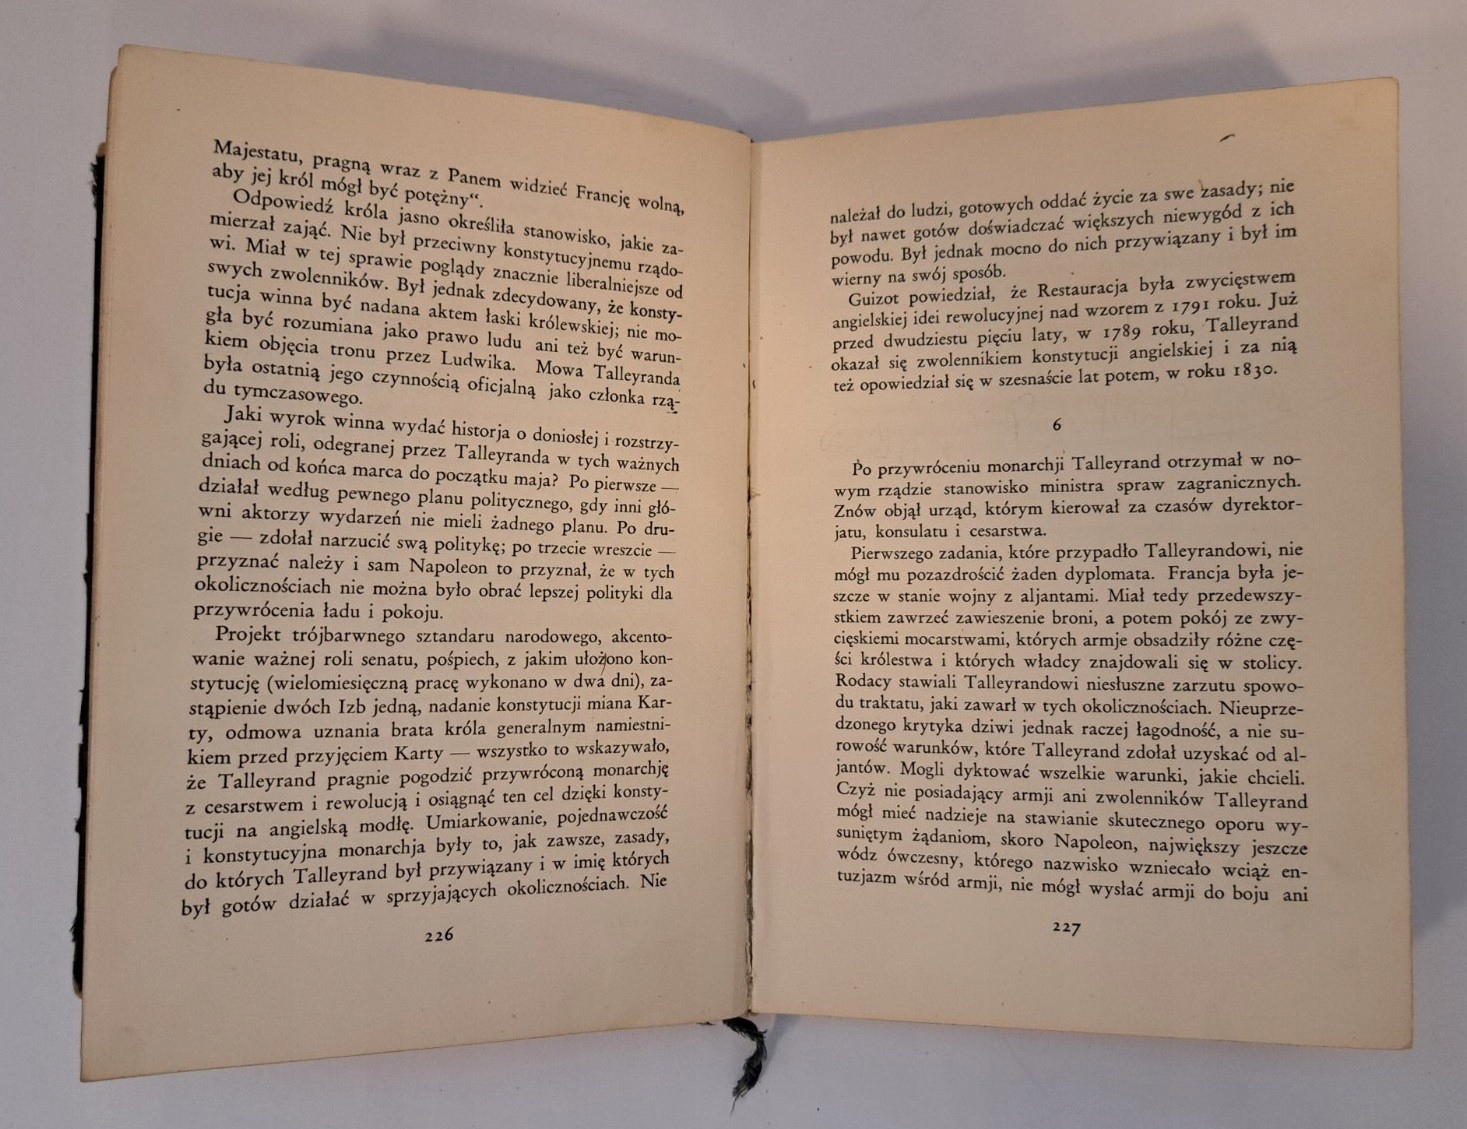 Majestatu, pragną wraz z Panem widzieć Francję wolną,
aby jej król mógł być potężny“.
Odpowiedź króla jasno określiła stanowisko, jakie za-
mierzał zająć. Nie był przeciwny konstytucyjnemu rządo-
wi. Miał w tej sprawie poglądy znacznie liberalniejsze od
swych zwolenników. Był jednak zdecydowany, że konsty-
tucja winna być nadana aktem łaski królewskiej; nie mo-
gła być rozumiana jako prawo ludu ani też być warun-
kiem objęcia tronu przez Ludwika. Mowa Talleyranda
była ostatnią jego czynnością oficjalną jako członka rzą-
du tymczasowego.
Jaki wyrok winna wydać historja o doniosłej i rozstrzy-
gającej roli, odegranej przez Talleyranda w tych ważnych
dniach od końca marca do początku maja? Po pierwsze —
działał według pewnego planu politycznego, gdy inni głó-
wni aktorzy wydarzeń nie mieli żadnego planu. Po dru-
gie — zdołał narzucić swą politykę; po trzecie wreszcie —
przyznać należy i sam Napoleon to przyznał, że w tych
okolicznościach nie można było obrać lepszej polityki dla
przywrócenia ładu i pokoju.
Projekt trójbarwnego sztandaru narodowego, akcento-
wanie ważnej roli senatu, pośpiech, z jakim ułożono kon-
stytucję (wielomiesięczną pracę wykonano w dwa dni), za-
stąpienie dwóch Izb jedną, nadanie konstytucji miana Kar-
ty, odmowa uznania brata króla generalnym namiestni-
kiem przed przyjęciem Karty — wszystko to wskazywało,
że Talleyrand pragnie pogodzić przywróconą monarchję
z cesarstwem i rewolucją i osiągnąć ten cel dzięki konsty-
tucji na angielską modłę. Umiarkowanie, pojednawczość
i konstytucyjna monarchja były to, jak zawsze, zasady,
do których Talleyrand był przywiązany i w imię których
był gotów działać w sprzyjających okolicznościach. Nie
226
należał do ludzi, gotowych oddać życie za swe zasady; nie
był nawet gotów doświadczać większych niewygód z ich
powodu. Był jednak mocno do nich przywiązany i był im
wierny na swój sposób.
Guizot powiedział, że Restauracja była zwycięstwem
angielskiej idei rewolucyjnej nad wzorem z 1791 roku. Już
przed dwudziestu pięciu laty, w 1789 roku, Talleyrand
okazał się zwolennikiem konstytucji angielskiej i za nią
też opowiedział się w szesnaście lat potem, w roku 1830.
6
Po przywróceniu monarchji Talleyrand otrzymał w no-
wym rządzie stanowisko ministra spraw zagranicznych.
Znów objął urząd, którym kierował za czasów dyrektor-
jatu, konsulatu i cesarstwa.
Pierwszego zadania, które przypadło Talleyrandowi, nie
mógł mu pozazdrościć żaden dyplomata. Francja była je-
szcze w stanie wojny z aljantami. Miał tedy przedewszy-
stkiem zawrzeć zawieszenie broni, a potem pokój ze zwy-
cięskiemi mocarstwami, których armje obsadziły różne czę-
ści królestwa i których władcy znajdowali się w stolicy.
Rodacy stawiali Talleyrandowi niesłuszne zarzutu spowo-
du traktatu, jaki zawarł w tych okolicznościach. Nieuprze-
dzonego krytyka dziwi jednak raczej łagodność, a nie su-
rowość warunków, które Talleyrand zdołał uzyskać od al-
jantów. Mogli dyktować wszelkie warunki, jakie chcieli.
Czyż nie posiadający armji ani zwolenników Talleyrand
mógł mieć nadzieje na stawianie skutecznego oporu wy-
suniętym żądaniom, skoro Napoleon, największy jeszcze
wódz ówczesny, którego nazwisko wzniecało wciąż en-
tuzjazm wśród armji, nie mógł wysłać armji do boju ani
227